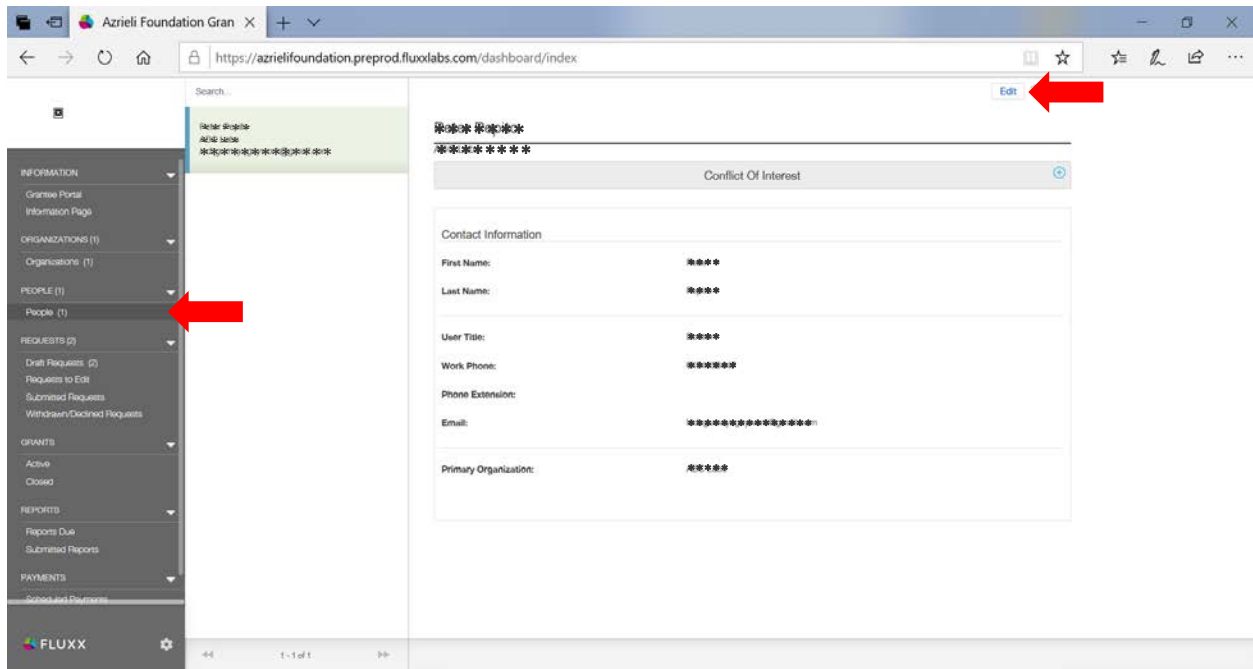 Azrieli Foundation Gran
https://azrielifoundation.preprod.fluxxlabs.com/dashboard/index
INFORMATION
Grantee Portal
Information Page
ORGANIZATIONS (1)
Organizations (1)
PEOPLE (1)
People (1)
REQUESTS (2)
Draft Requests (2)
Requests to Edit
Submitted Requests
Withdrawn/Declined Requests
GRANTS
Active
Closed
REPORTS
Reports Due
Submitted Reports
PAYMENTS
Scheduled Payments
FLUXX
Search...
1 - 1 of 1
Edit
Conflict Of Interest
Contact Information
First Name:
Last Name:
User Title:
Work Phone:
Phone Extension:
Email:
Primary Organization: